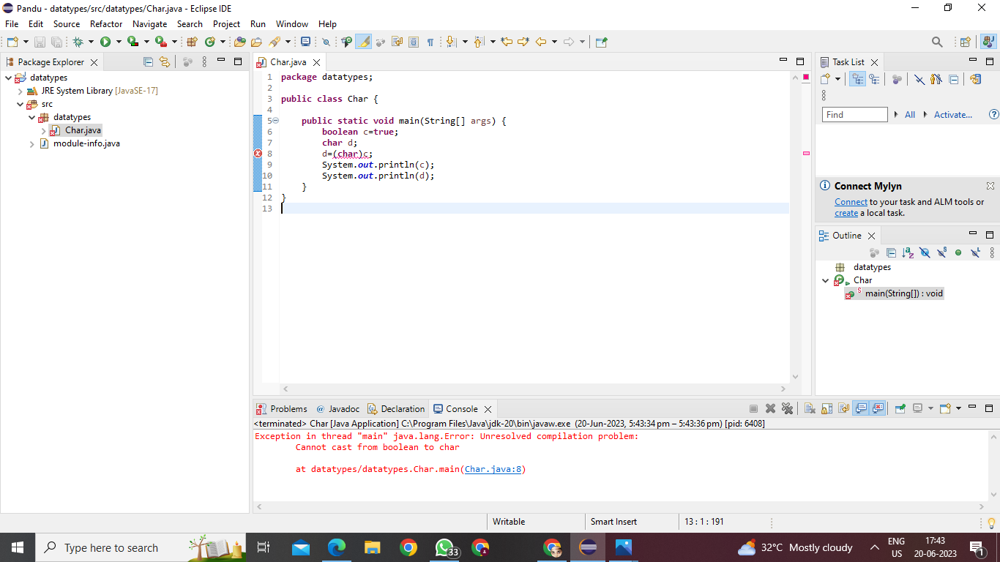 Pandu - datatypes/src/datatypes/Char.java - Eclipse IDE
File Edit Source Refactor Navigate Search Project Run Window Help
Package Explorer
datatypes
JRE System Library [JavaSE-17]
src
datatypes
Char.java
module-info.java
Char.java
1 package datatypes;
2
3 public class Char {
4
5 public static void main(String[] args) {
6 boolean c=true;
7 char d;
8 d=(char)c;
9 System.out.println(c);
10 System.out.println(d);
11 }
12 }
13
Task List
Find All Activate...
Connect Mylyn
Connect to your task and ALM tools or
create a local task.
Outline
datatypes
Char
main(String[]) : void
Problems @ Javadoc Declaration Console
<terminated> Char [Java Application] C:\Program Files\Java\jdk-20\bin\javaw.exe (20-Jun-2023, 5:43:34 pm – 5:43:36 pm) [pid: 6408]
Exception in thread "main" java.lang.Error: Unresolved compilation problem:
Cannot cast from boolean to char
at datatypes/datatypes.Char.main(Char.java:8)
Writable Smart Insert 13 : 1 : 191
Type here to search
33
32°C Mostly cloudy
ENG
US
17:43
20-06-2023
1